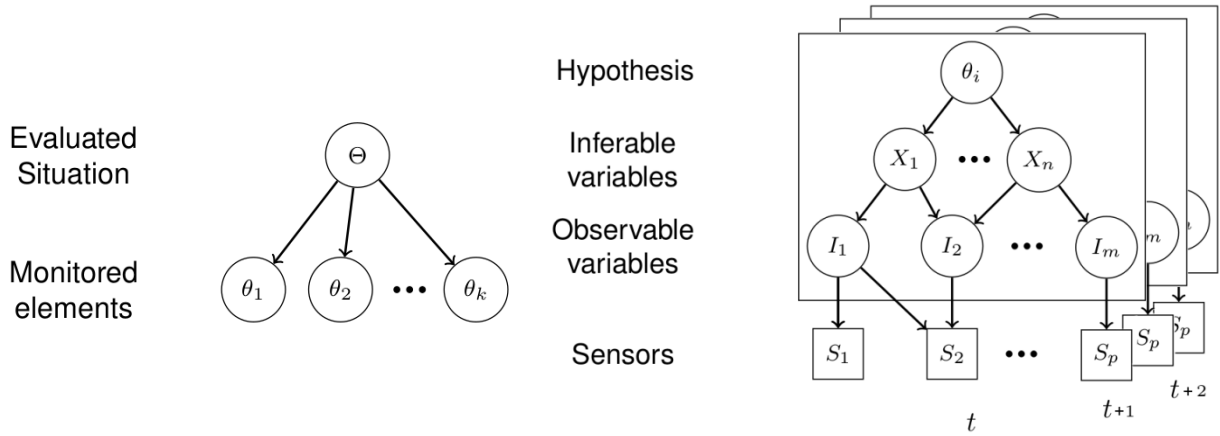 Evaluated
Situation
Monitored
elements
Θ
θ1
θ2
θk
Hypothesis
Inferable
variables
Observable
variables
Sensors
θi
X1
Xn
I1
I2
Im
m
S1
S2
Sp
Sp
Sp
t
t+1
t+2